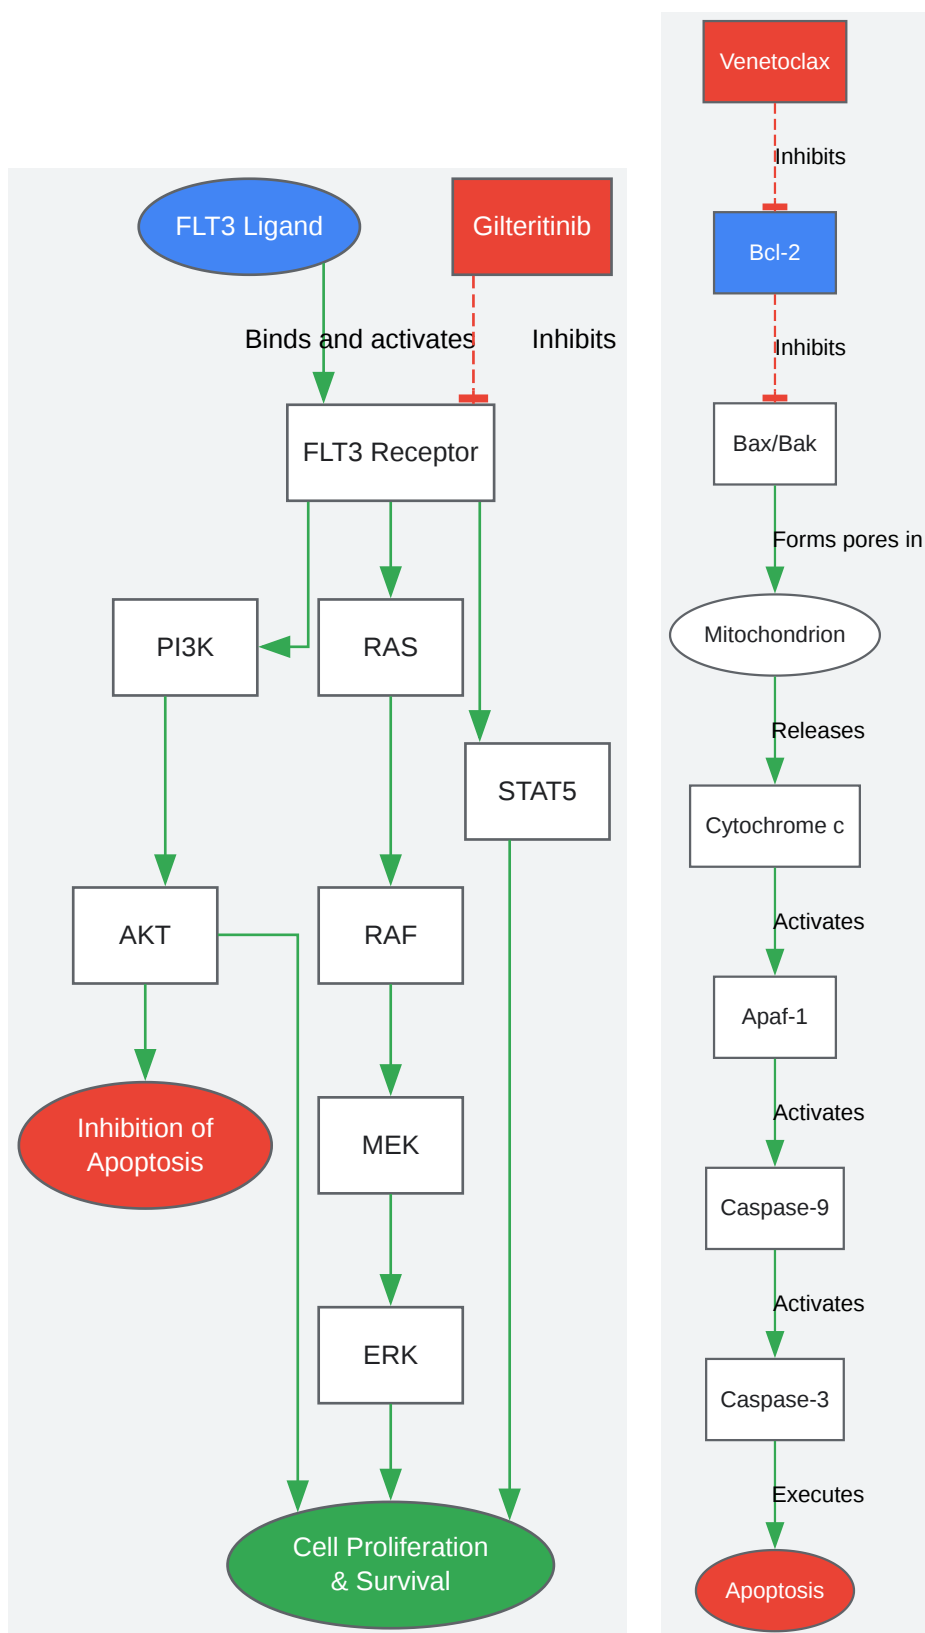 FLT3 Ligand
Gilteritinib
Binds and activates
Inhibits
FLT3 Receptor
PI3K
RAS
STAT5
AKT
RAF
Inhibition of
Apoptosis
MEK
ERK
Cell Proliferation
& Survival
Venetoclax
Inhibits
Bcl-2
Inhibits
Bax/Bak
Forms pores in
Mitochondrion
Releases
Cytochrome c
Activates
Apaf-1
Activates
Caspase-9
Activates
Caspase-3
Executes
Apoptosis